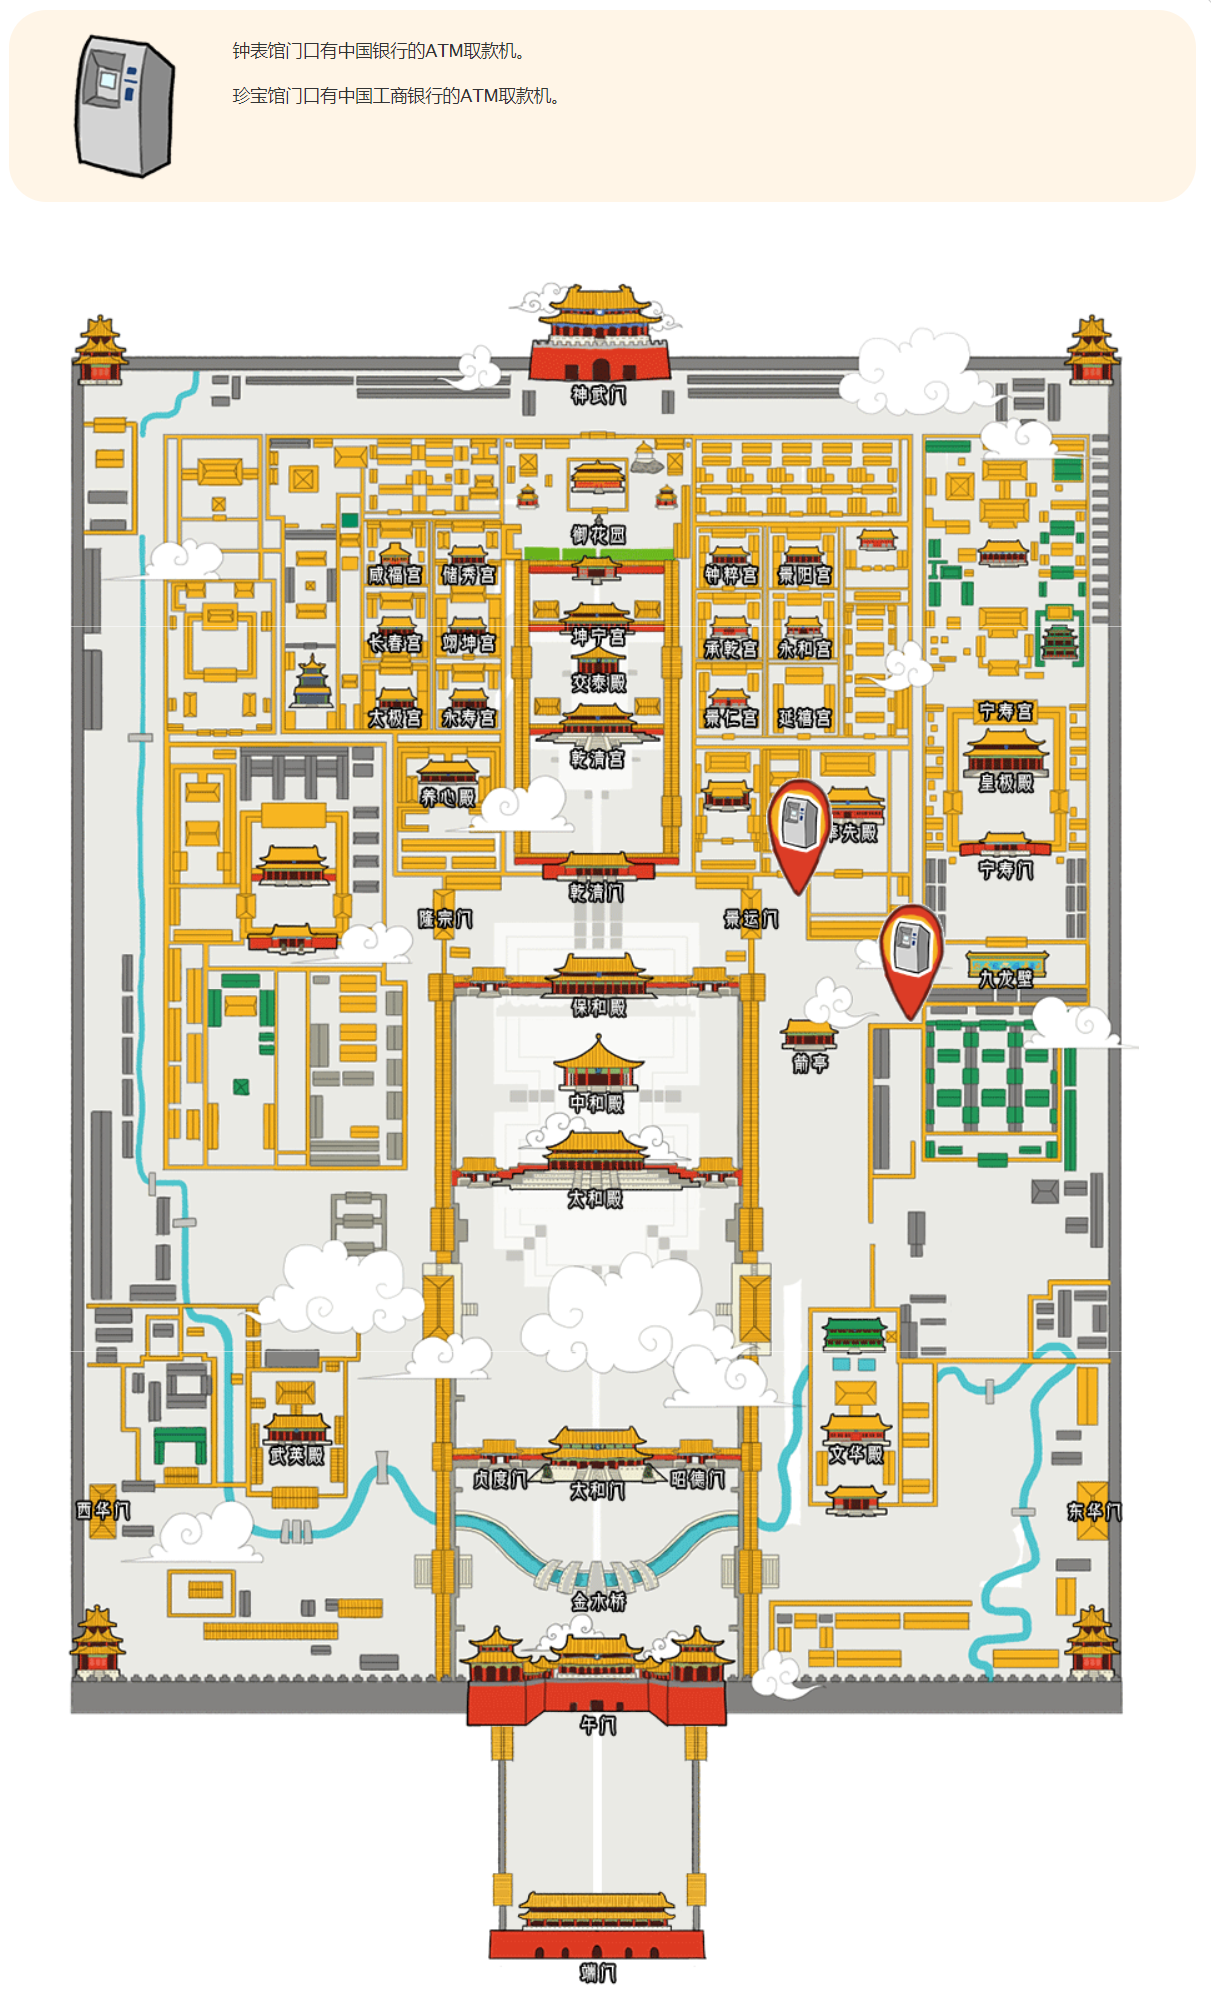 钟表馆门口有中国银行的ATM取款机。
珍宝馆门口有中国工商银行的ATM取款机。
神武门
御花园
咸福宫
储秀宫
钟粹宫
景阳宫
长春宫
翊坤宫
坤宁宫
承乾宫
永和宫
交泰殿
太极宫
永寿宫
景仁宫
延禧宫
宁寿宫
乾清宫
皇极殿
养心殿
奉先殿
宁寿门
乾清门
隆宗门
景运门
九龙壁
保和殿
箭亭
中和殿
太和殿
武英殿
文华殿
贞度门
太和门
昭德门
西华门
东华门
金水桥
午门
端门